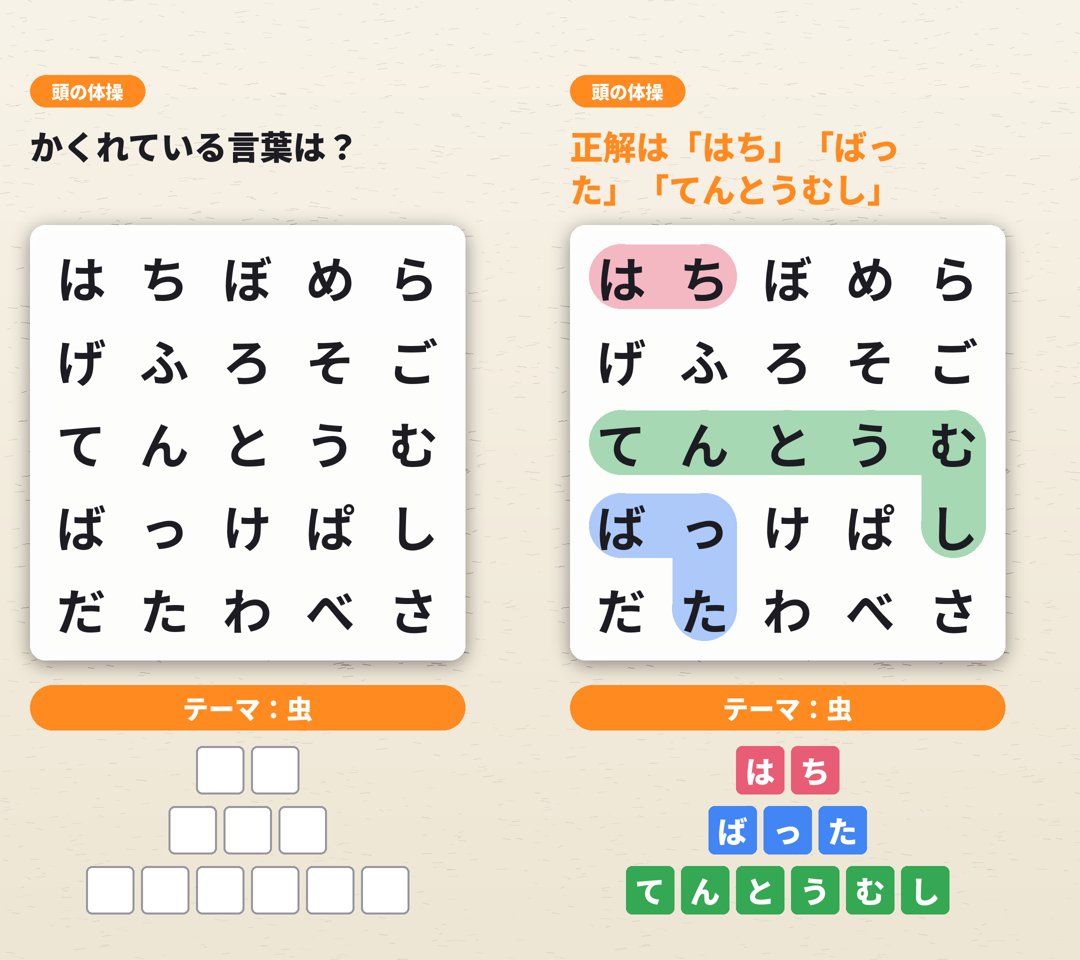 頭の体操
かくれている言葉は？
は ち ぼ め ら
げ ふ ろ そ ご
て ん と う む
ば っ け ぱ し
だ た わ べ さ
テーマ：虫
頭の体操
正解は「はち」「ばっ
た」「てんとうむし」
は ち ぼ め ら
げ ふ ろ そ ご
て ん と う む
ば っ け ぱ し
だ た わ べ さ
テーマ：虫
は ち
ば っ た
て ん と う む し